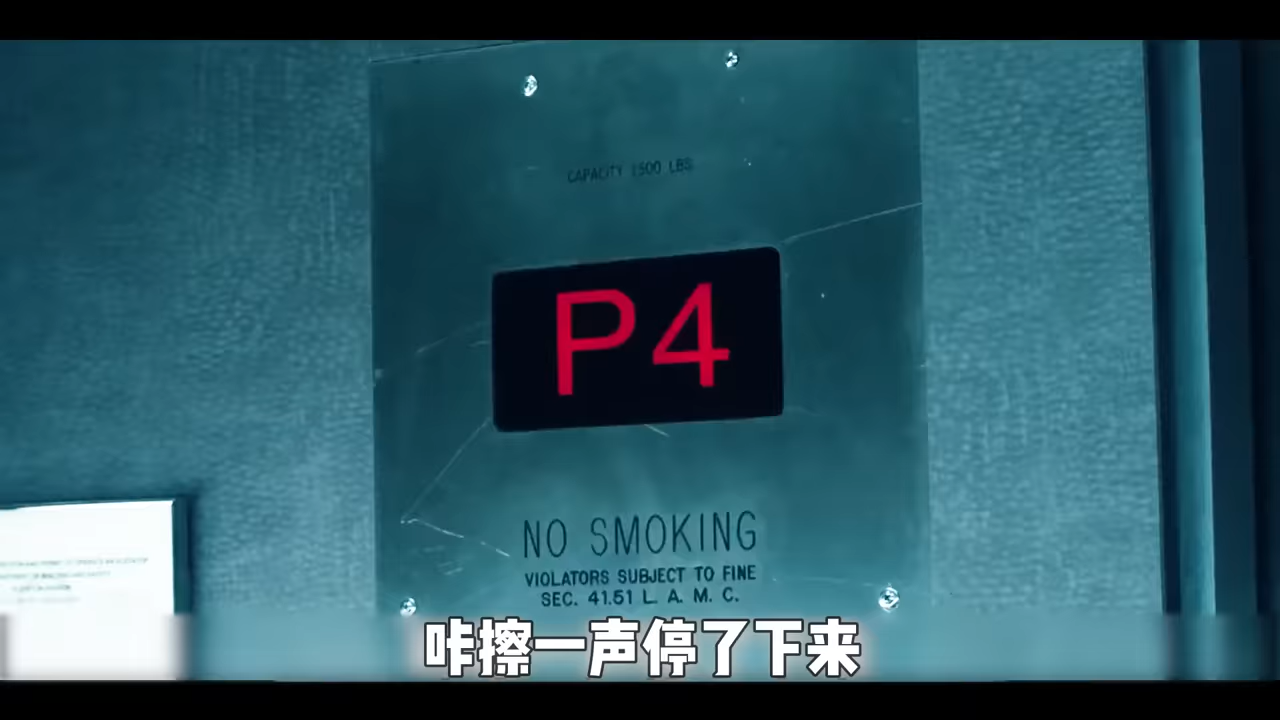 CAPACITY 2500 LBS
P4
NO SMOKING
VIOLATORS SUBJECT TO FINE
SEC. 41.51 L. A. M. C.
咔擦一声停了下来